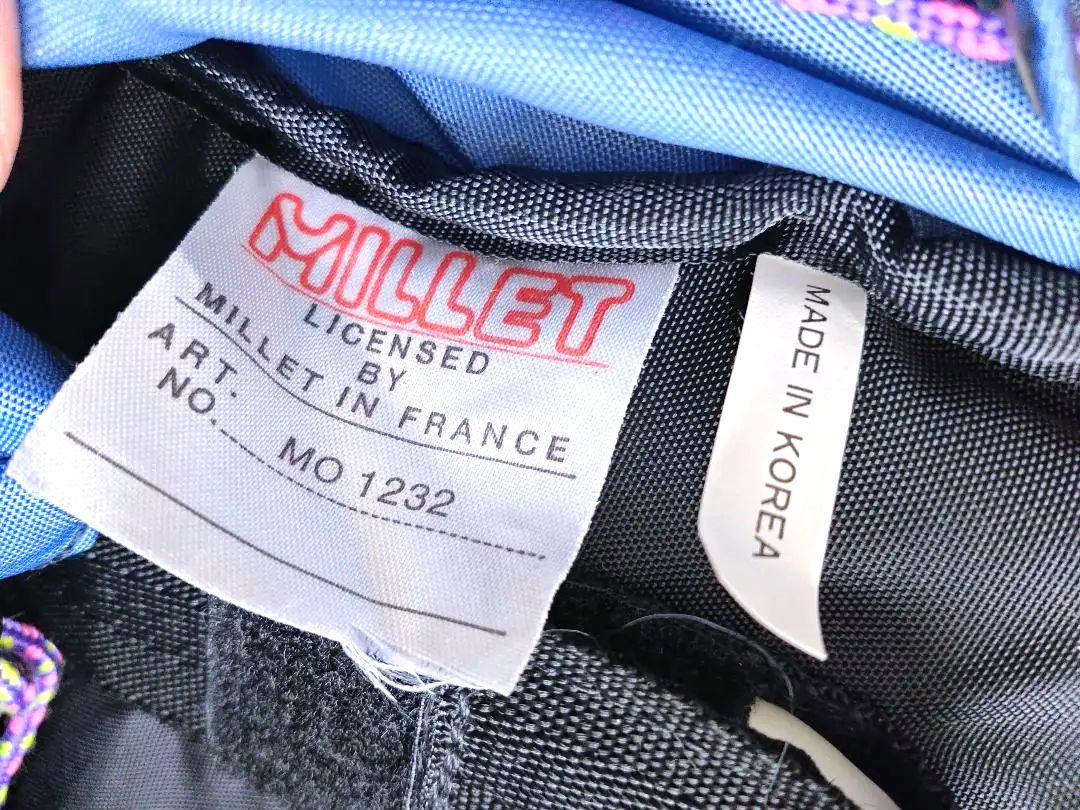 MILLET
LICENSED
BY
MILLET IN FRANCE
ART.
NO. MO 1232
MADE IN KOREA